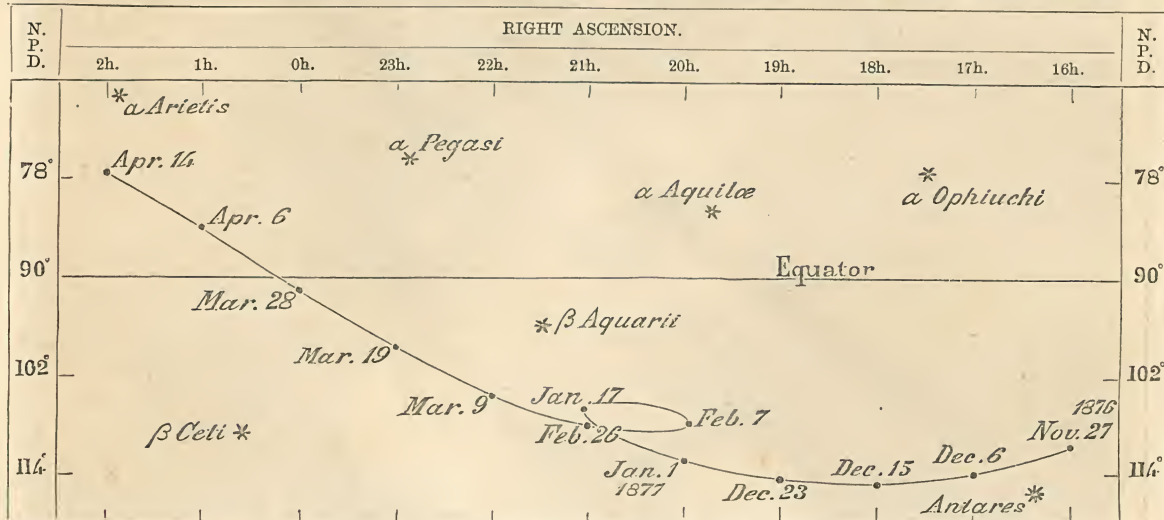 RIGHT ASCENSION.
N.
P.
D.
N.
P.
D.
2h. 1h. 0h. 23h. 22h. 21h. 20h. 19h. 18h. 17h. 16h.
α Arietis
α Pegasi
78° Apr. 14 78°
α Aquilæ α Ophiuchi
Apr. 6
90° Equator 90°
Mar. 28
β Aquarii
Mar. 19
102° 102°
Jan. 17
Mar. 9 Feb. 7 1876
Feb. 26 Nov. 27
β Ceti
Dec. 6
114° Jan. 1 Dec. 15 114°
1877 Dec. 23
Antares